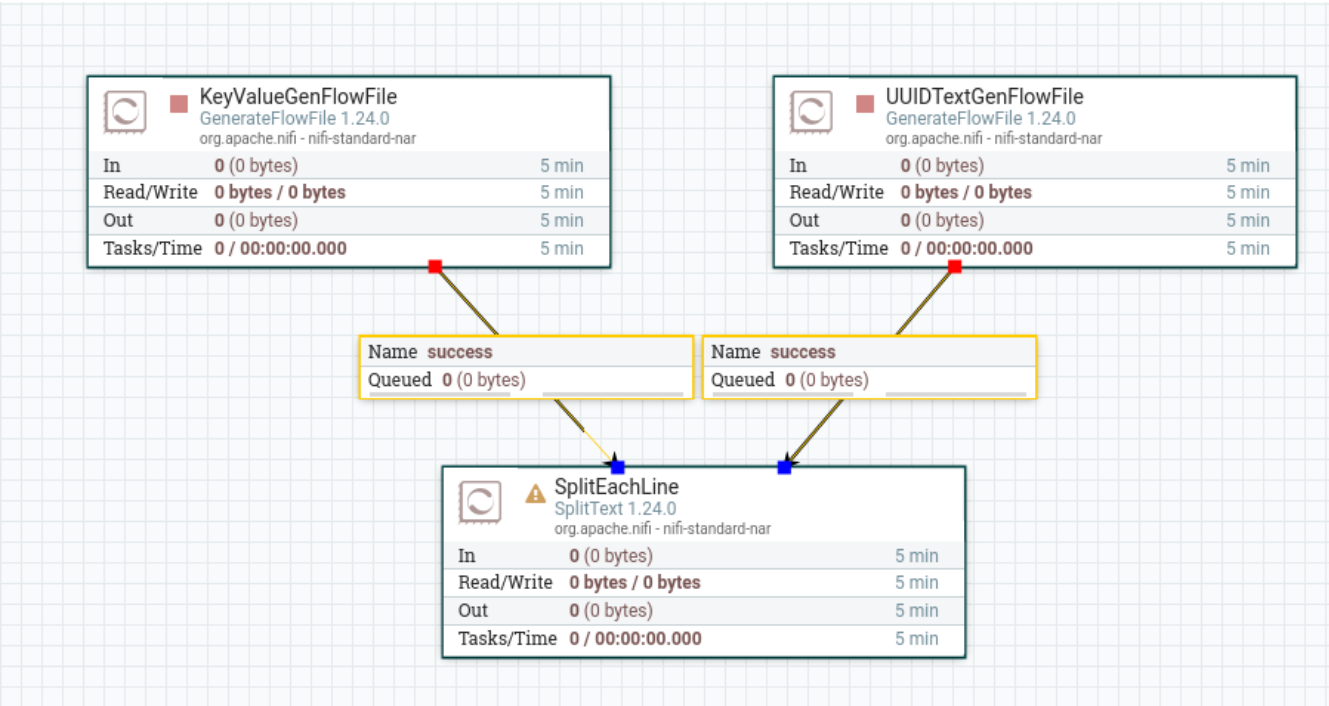 KeyValueGenFlowFile
GenerateFlowFile 1.24.0
org.apache.nifi - nifi-standard-nar
In 0 (0 bytes) 5 min
Read/Write 0 bytes / 0 bytes 5 min
Out 0 (0 bytes) 5 min
Tasks/Time 0 / 00:00:00.000 5 min
UUIDTextGenFlowFile
GenerateFlowFile 1.24.0
org.apache.nifi - nifi-standard-nar
In 0 (0 bytes) 5 min
Read/Write 0 bytes / 0 bytes 5 min
Out 0 (0 bytes) 5 min
Tasks/Time 0 / 00:00:00.000 5 min
Name success
Queued 0 (0 bytes)
Name success
Queued 0 (0 bytes)
SplitEachLine
SplitText 1.24.0
org.apache.nifi - nifi-standard-nar
In 0 (0 bytes) 5 min
Read/Write 0 bytes / 0 bytes 5 min
Out 0 (0 bytes) 5 min
Tasks/Time 0 / 00:00:00.000 5 min